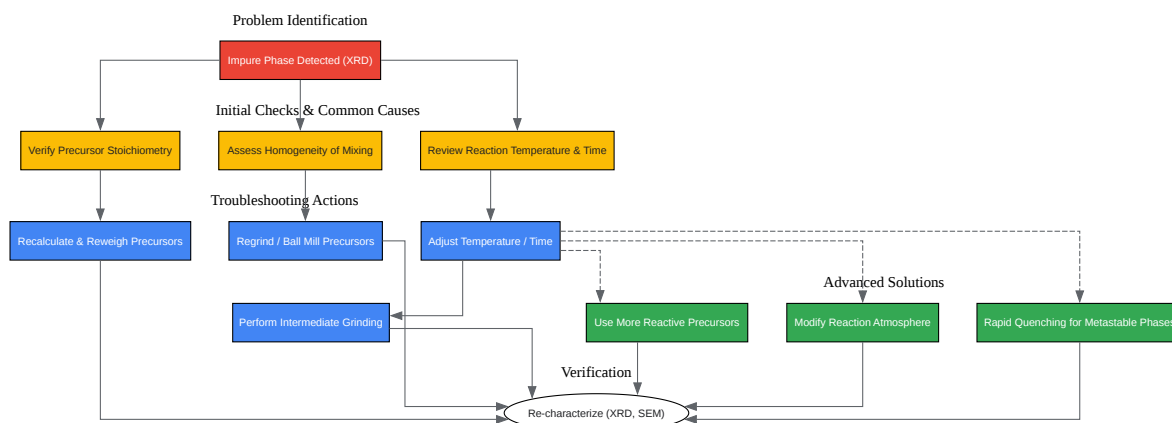 Problem Identification
Impure Phase Detected (XRD)
Initial Checks & Common Causes
Verify Precursor Stoichiometry
Assess Homogeneity of Mixing
Review Reaction Temperature & Time
Troubleshooting Actions
Recalculate & Reweigh Precursors
Regrind / Ball Mill Precursors
Adjust Temperature / Time
Advanced Solutions
Perform Intermediate Grinding
Use More Reactive Precursors
Modify Reaction Atmosphere
Rapid Quenching for Metastable Phases
Verification
Re-characterize (XRD, SEM)